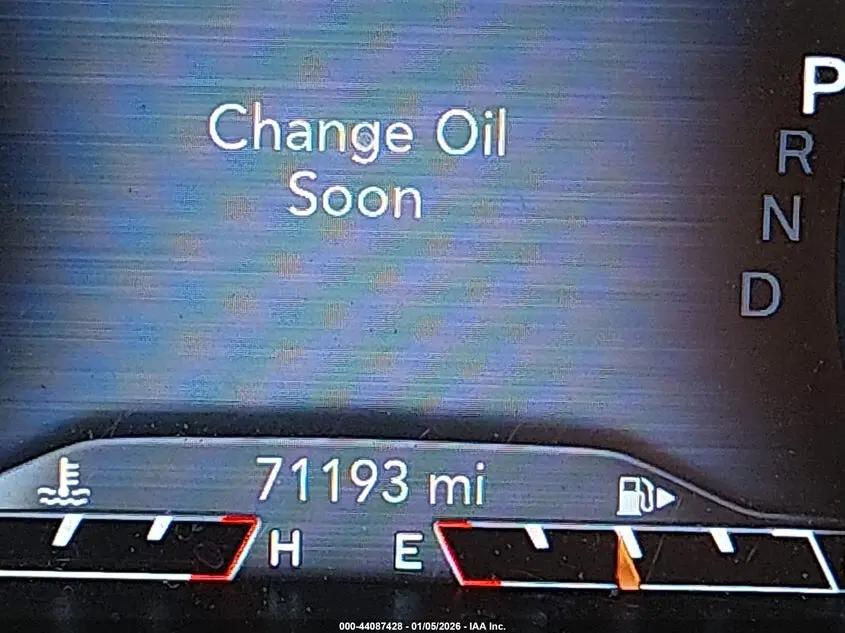 Change Oil
Soon
P
R
N
D
71193 mi
H
E
000-44087428 - 01/05/2026 - IAA Inc.